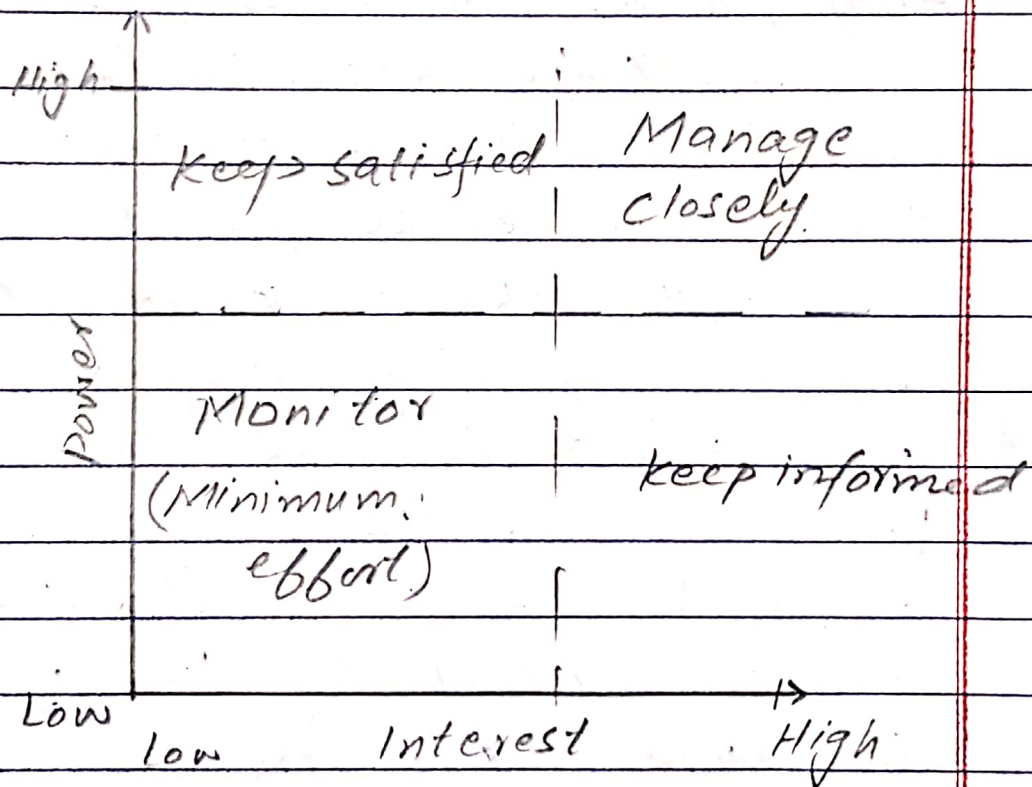 High
Keep satisfied
Manage
Closely.
Power
Monitor
(Minimum
effort)
keep informed
Low
low Interest High